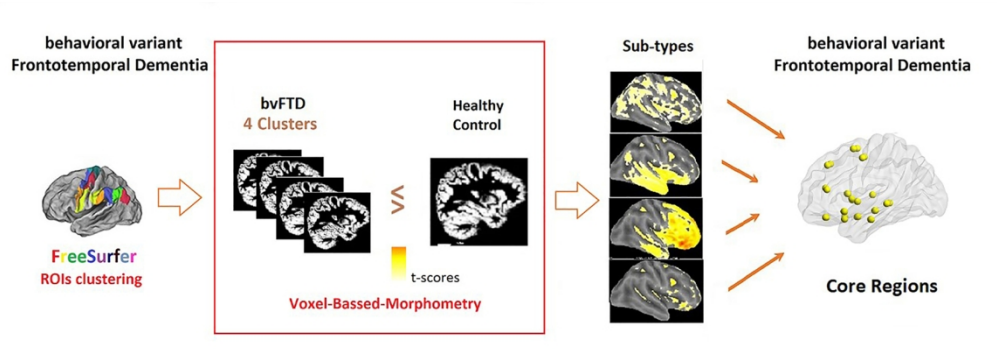 behavioral variant
Frontotemporal Dementia
FreeSurfer
ROIs clustering
bvFTD
4 Clusters
Healthy
Control
≤
≥
t-scores
Voxel-Bassed-Morphometry
Sub-types
behavioral variant
Frontotemporal Dementia
Core Regions